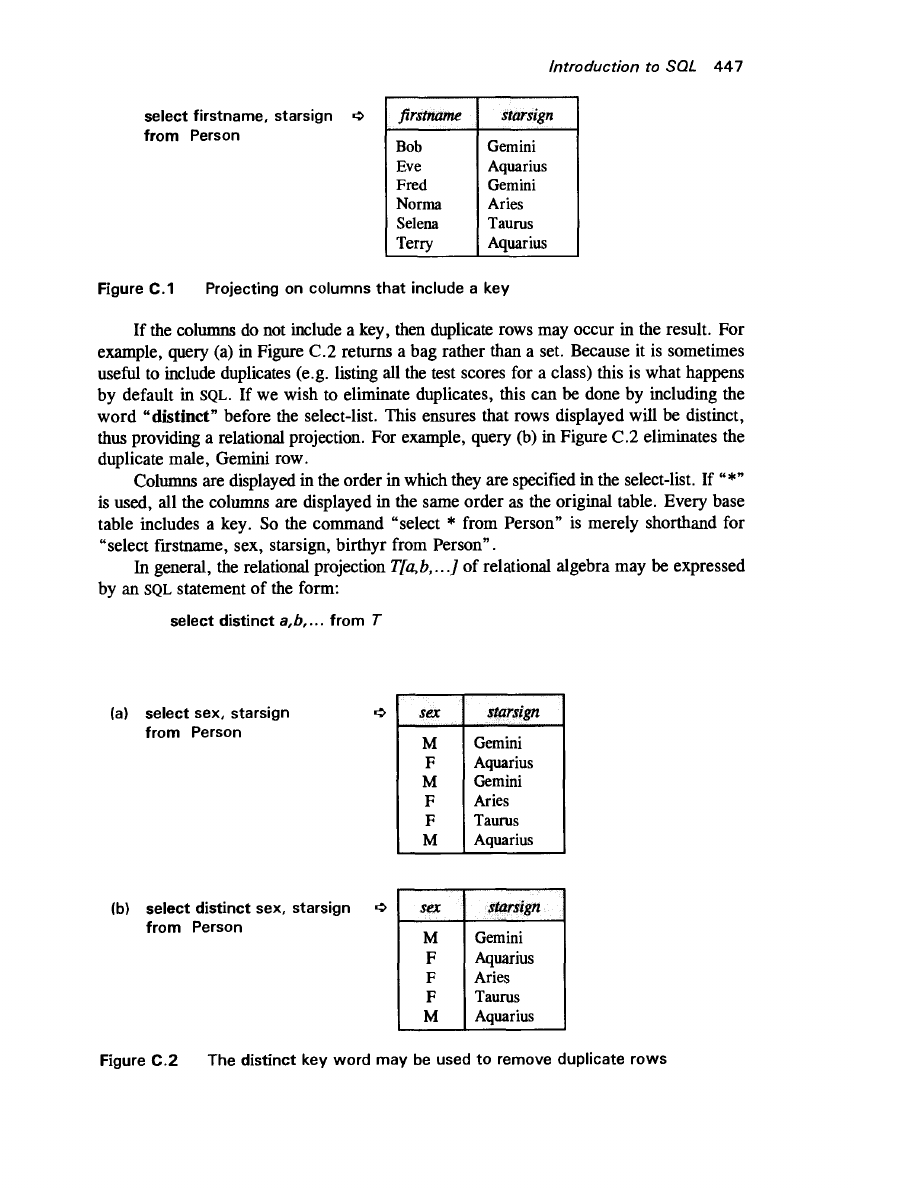 Introduction to SQL 447
select firstname, starsign ➪ firstname starsign
from Person
Bob Gemini
Eve Aquarius
Fred Gemini
Norma Aries
Selena Taurus
Terry Aquarius
Figure C.1 Projecting on columns that include a key
If the columns do not include a key, then duplicate rows may occur in the result. For
example, query (a) in Figure C.2 returns a bag rather than a set. Because it is sometimes
useful to include duplicates (e.g. listing all the test scores for a class) this is what happens
by default in SQL. If we wish to eliminate duplicates, this can be done by including the
word “distinct” before the select-list. This ensures that rows displayed will be distinct,
thus providing a relational projection. For example, query (b) in Figure C.2 eliminates the
duplicate male, Gemini row.
Columns are displayed in the order in which they are specified in the select-list. If “*”
is used, all the columns are displayed in the same order as the original table. Every base
table includes a key. So the command “select * from Person” is merely shorthand for
“select firstname, sex, starsign, birthyr from Person”.
In general, the relational projection T[a,b,...] of relational algebra may be expressed
by an SQL statement of the form:
select distinct a,b,... from T
(a) select sex, starsign ➪ sex starsign
from Person
M Gemini
F Aquarius
M Gemini
F Aries
F Taurus
M Aquarius
(b) select distinct sex, starsign ➪ sex starsign
from Person
M Gemini
F Aquarius
F Aries
F Taurus
M Aquarius
Figure C.2 The distinct key word may be used to remove duplicate rows